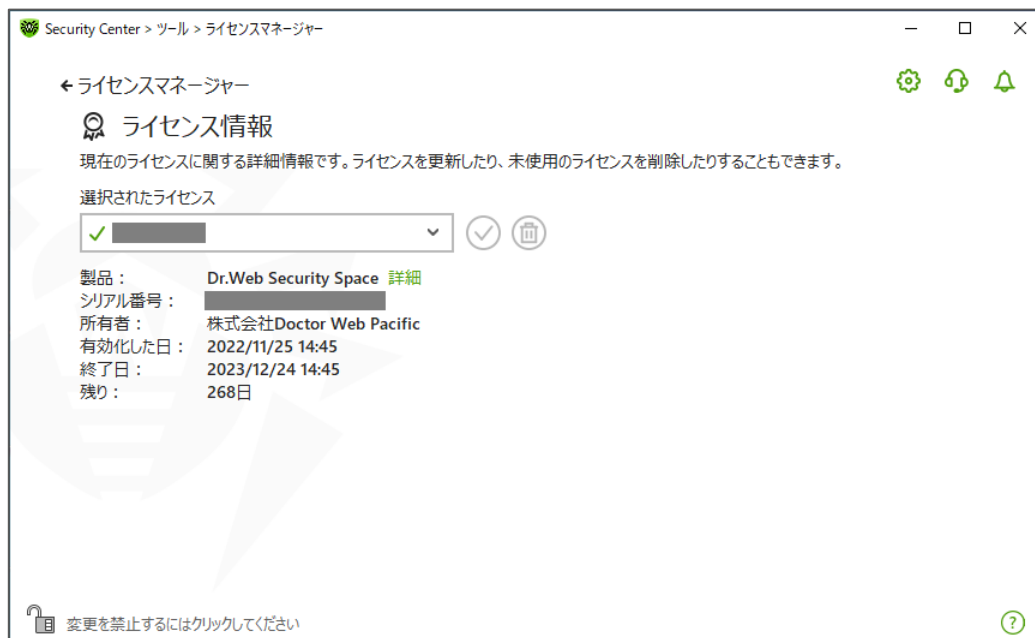 Security Center > ツール > ライセンスマネージャー
ライセンスマネージャー
ライセンス情報
現在のライセンスに関する詳細情報です。ライセンスを更新したり、未使用のライセンスを削除したりすることもできます。
選択されたライセンス
製品： Dr.Web Security Space 詳細
シリアル番号：
所有者： 株式会社Doctor Web Pacific
有効化した日： 2022/11/25 14:45
終了日： 2023/12/24 14:45
残り： 268日
変更を禁止するにはクリックしてください
?